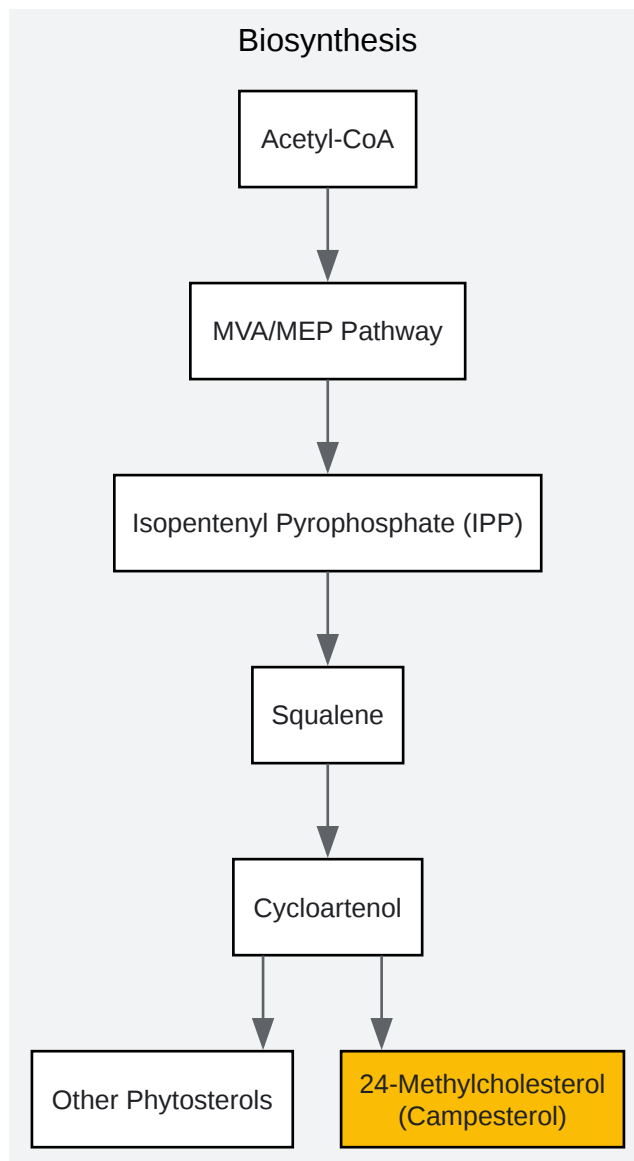 Biosynthesis
Acetyl-CoA
MVA/MEP Pathway
Isopentenyl Pyrophosphate (IPP)
Squalene
Cycloartenol
Other Phytosterols
24-Methylcholesterol
(Campesterol)